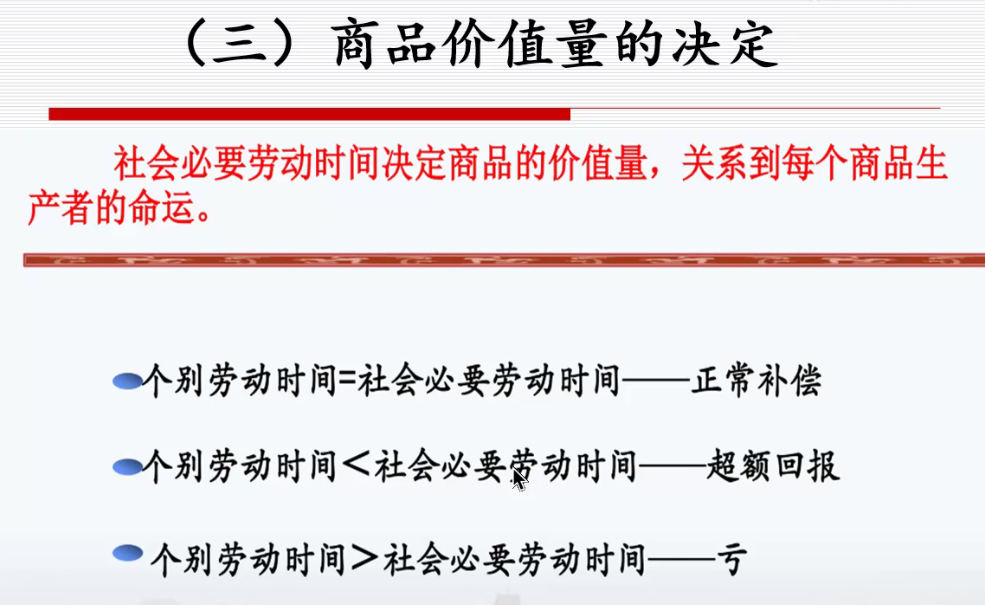 （三）商品价值量的决定
社会必要劳动时间决定商品的价值量，关系到每个商品生
产者的命运。
个别劳动时间=社会必要劳动时间——正常补偿
个别劳动时间＜社会必要劳动时间——超额回报
个别劳动时间＞社会必要劳动时间——亏